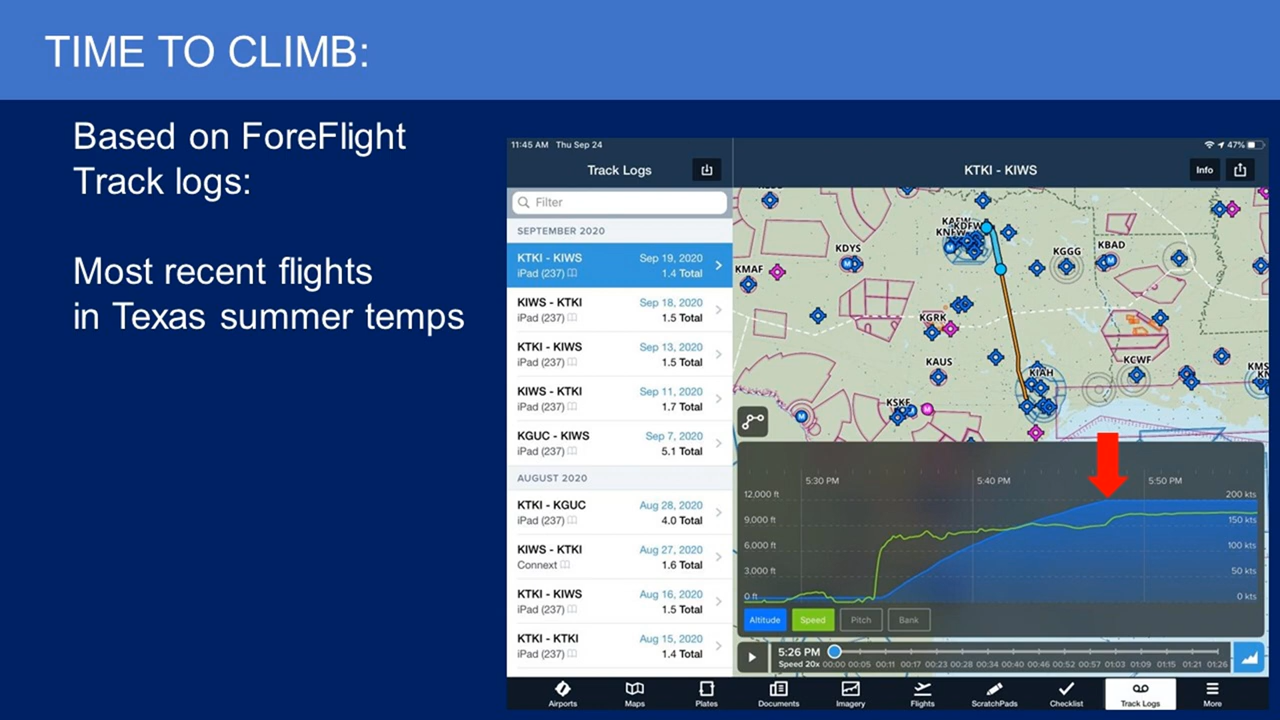 TIME TO CLIMB:
Based on ForeFlight
Track logs:
Most recent flights
in Texas summer temps
11:45 AM Thu Sep 24
47%
Track Logs
KTKI - KIWS
Info
Filter
SEPTEMBER 2020
KTKI - KIWS Sep 19, 2020
iPad (237) 1.4 Total
KIWS - KTKI Sep 18, 2020
iPad (237) 1.5 Total
KTKI - KIWS Sep 13, 2020
iPad (237) 1.5 Total
KIWS - KTKI Sep 11, 2020
iPad (237) 1.7 Total
KGUC - KIWS Sep 7, 2020
iPad (237) 5.1 Total
AUGUST 2020
KTKI - KGUC Aug 28, 2020
iPad (237) 4.0 Total
KIWS - KTKI Aug 27, 2020
Connext 1.6 Total
KTKI - KIWS Aug 16, 2020
iPad (237) 1.5 Total
KTKI - KTKI Aug 15, 2020
iPad (237) 1.4 Total
KDYS
KGGG
KBAD
KMAF
KGRK
KAUS
KCWF
KIAH
KSKF
5:30 PM 5:40 PM 5:50 PM
12,000 ft 200 kts
9,000 ft 150 kts
6,000 ft 100 kts
3,000 ft 50 kts
0 ft 0 kts
Altitude Speed Pitch Bank
5:26 PM
Speed 20x 00:00 00:05 00:11 00:17 00:23 00:28 00:34 00:40 00:46 00:52 00:57 01:03 01:09 01:15 01:21 01:26
Airports Maps Plates Documents Imagery Flights ScratchPads Checklist Track Logs More